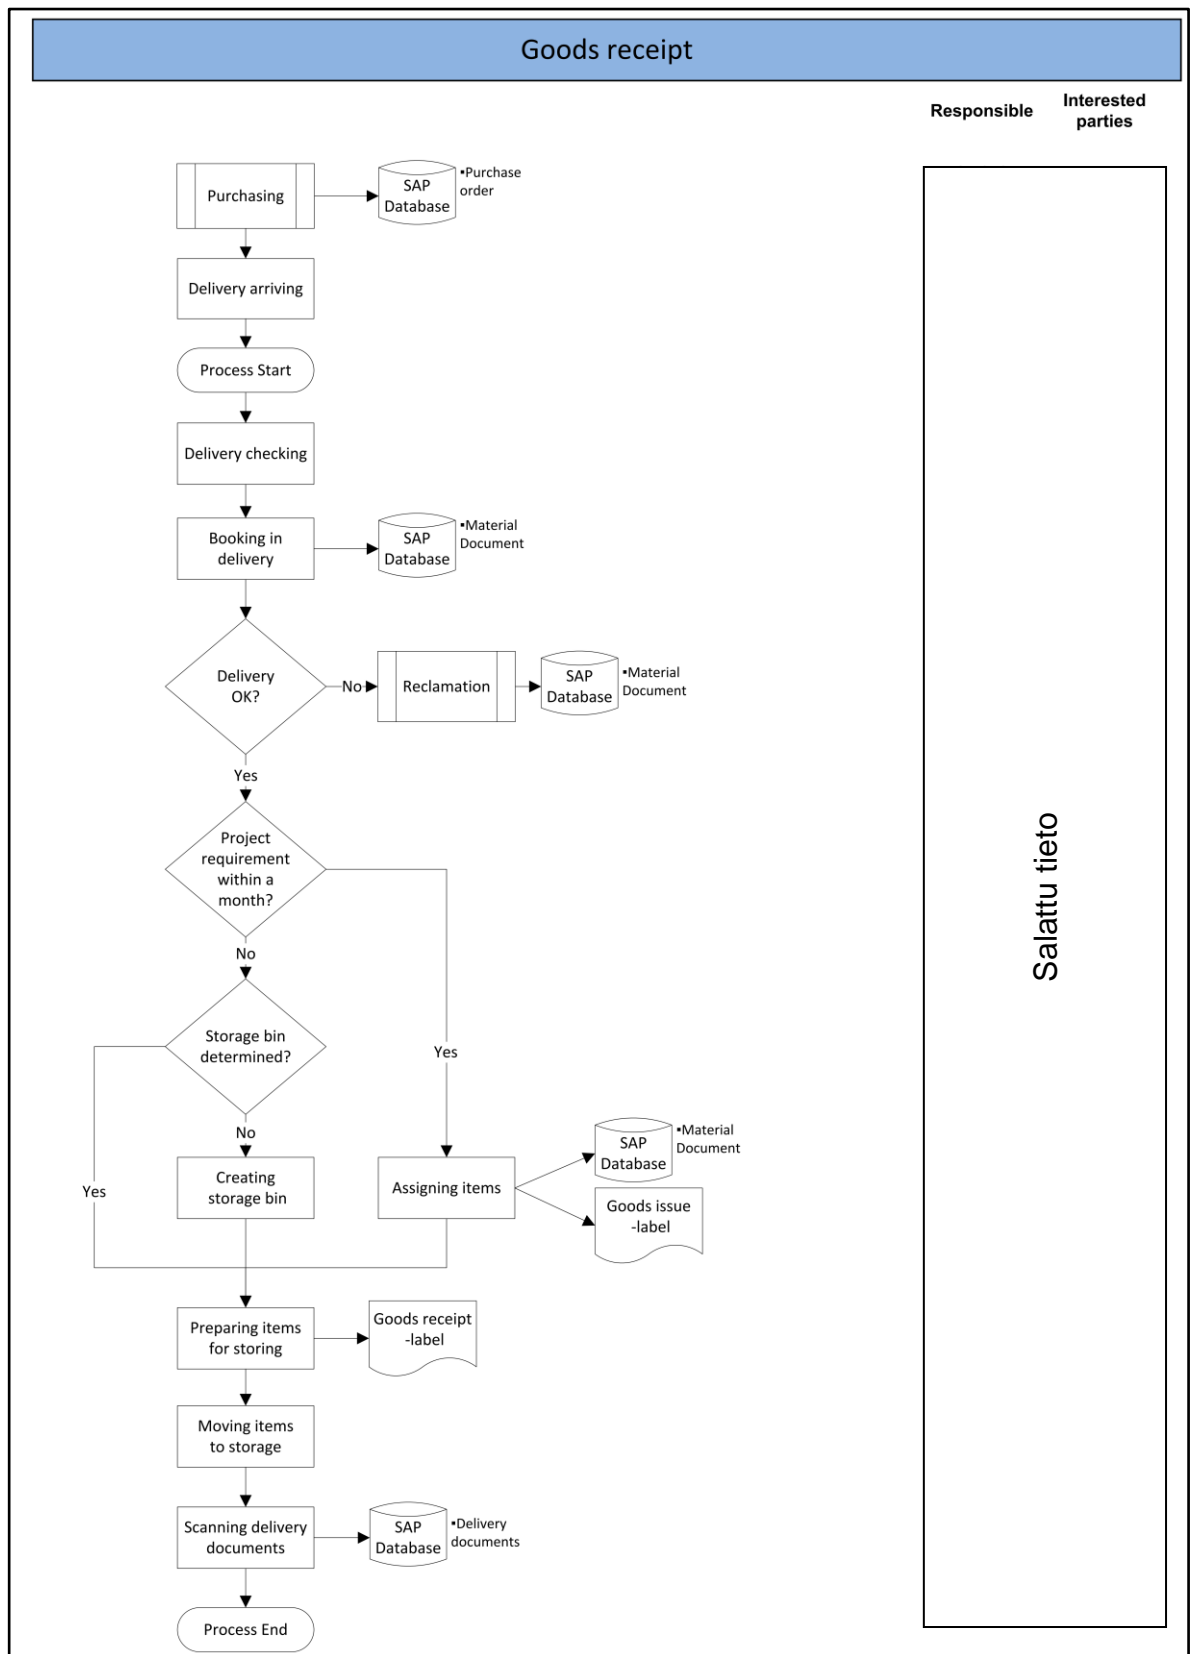 Goods receipt
Responsible
Interested
parties
Purchasing
SAP
Database
▪Purchase
order
Delivery arriving
Process Start
Delivery checking
Booking in
delivery
SAP
Database
▪Material
Document
Delivery
OK?
No
Reclamation
SAP
Database
▪Material
Document
Yes
Project
requirement
within a
month?
No
Storage bin
determined?
Yes
No
Yes
Creating
storage bin
Assigning items
SAP
Database
▪Material
Document
Goods issue
-label
Preparing items
for storing
Goods receipt
-label
Moving items
to storage
Scanning delivery
documents
SAP
Database
▪Delivery
documents
Process End
Salattu tieto